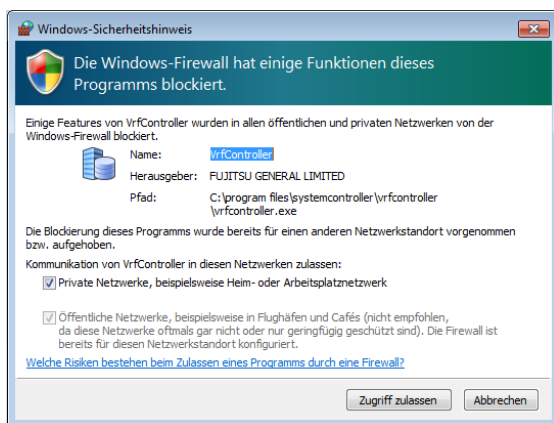 Windows-Sicherheitshinweis
Die Windows-Firewall hat einige Funktionen dieses
Programms blockiert.
Einige Features von VrfController wurden in allen öffentlichen und privaten Netzwerken von der
Windows-Firewall blockiert.
Name: VrfController
Herausgeber: FUJITSU GENERAL LIMITED
Pfad: C:\program files\systemcontroller\vrfcontroller
\vrfcontroller.exe
Die Blockierung dieses Programms wurde bereits für einen anderen Netzwerkstandort vorgenommen
bzw. aufgehoben.
Kommunikation von VrfController in diesen Netzwerken zulassen:
Private Netzwerke, beispielsweise Heim- oder Arbeitsplatznetzwerk
Öffentliche Netzwerke, beispielsweise in Flughäfen und Cafés (nicht empfohlen,
da diese Netzwerke oftmals gar nicht oder nur geringfügig geschützt sind). Die Firewall ist
bereits für diesen Netzwerkstandort konfiguriert.
Welche Risiken bestehen beim Zulassen eines Programms durch eine Firewall?
Zugriff zulassen Abbrechen